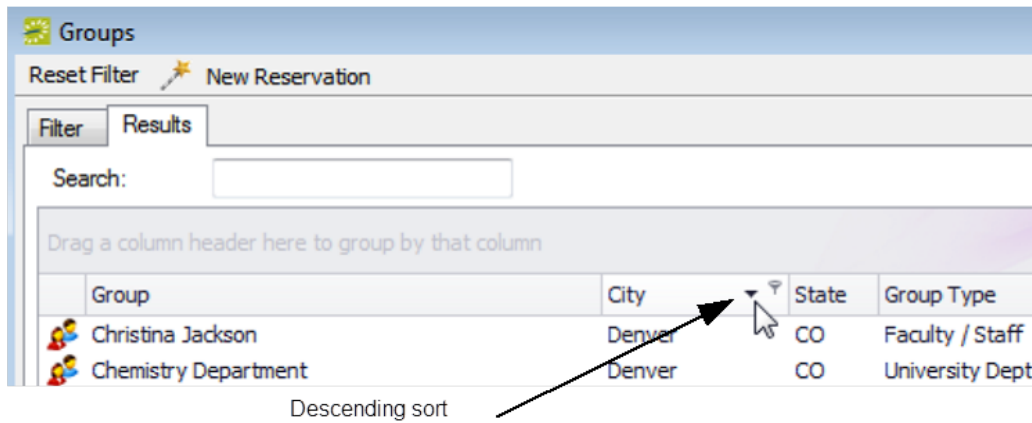 Groups
Reset Filter New Reservation
Filter Results
Search:
Drag a column header here to group by that column
Group City State Group Type
Christina Jackson Denver CO Faculty / Staff
Chemistry Department Denver CO University Dept
Descending sort